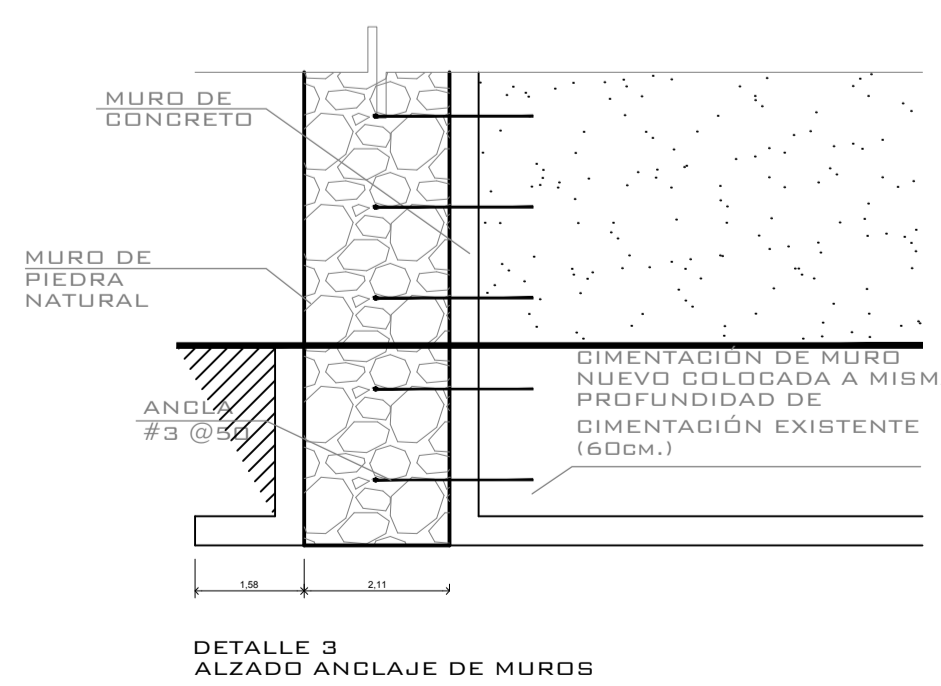 MURO DE
CONCRETO
MURO DE
PIEDRA
NATURAL
CIMENTACIÓN DE MURO
NUEVO COLOCADA A MISM
PROFUNDIDAD DE
CIMENTACIÓN EXISTENTE
(60CM.)
ANCLA
#3 @50
1,58
2,11
DETALLE 3
ALZADO ANCLAJE DE MUROS